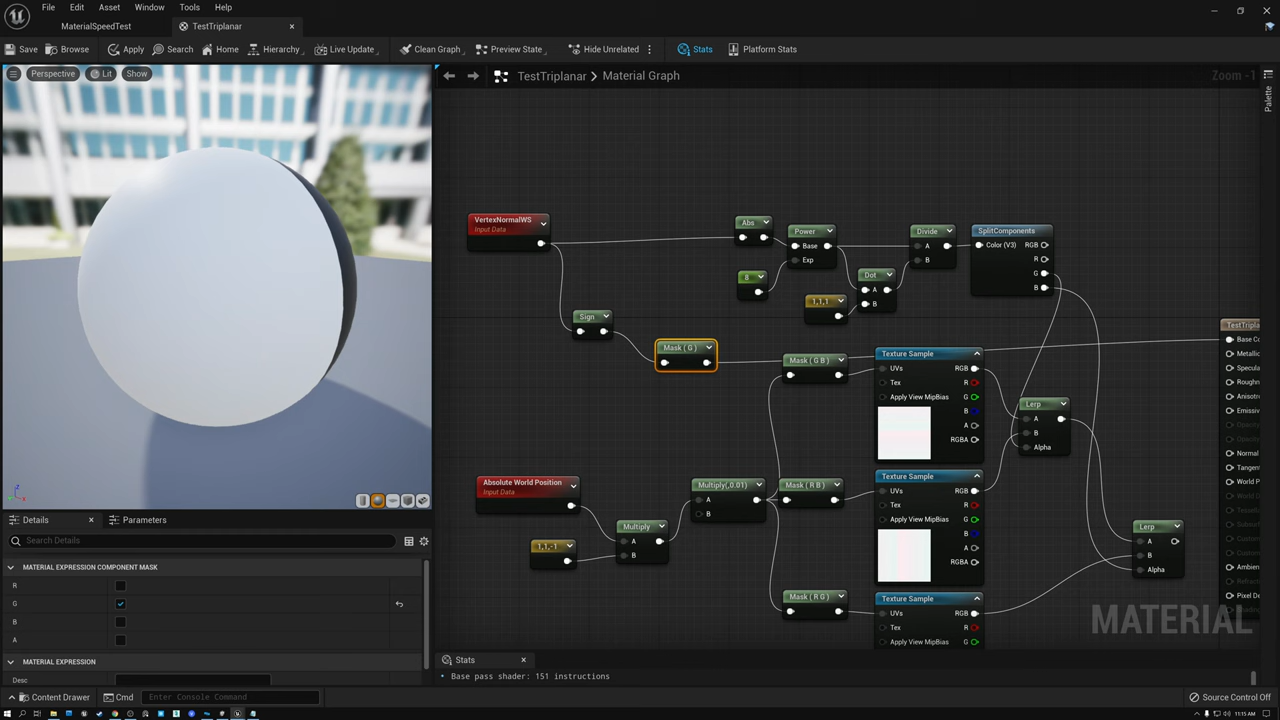 File Edit Asset Window Tools Help
MaterialSpeedTest TestTriplanar
Save Browse Apply Search Home Hierarchy Live Update Clean Graph Preview State Hide Unrelated Stats Platform Stats
Perspective Lit Show
TestTriplanar > Material Graph
Zoom -1
Palette
VertexNormalWS
Input Data
Abs
Power
Base
Exp
8
Divide
A
B
SplitComponents
Color (V3) RGB
R
G
B
Dot
A
B
1,1,1
Sign
Mask ( G )
Mask ( G B )
Texture Sample
UVs RGB
Tex R
Apply View MipBias G
B
A
RGBA
Lerp
A
B
Alpha
Absolute World Position
Input Data
1,1,-1
Multiply
A
B
Multiply(,0.01)
A
B
Mask ( R B )
Texture Sample
UVs RGB
Tex R
Apply View MipBias G
B
A
RGBA
Mask ( R G )
Texture Sample
UVs RGB
Tex R
Apply View MipBias G
Lerp
A
B
Alpha
TestTripla
Base Co
Metallic
Specula
Roughn
Anisotro
Emissiv
Opacity
Normal
Tangen
World P
Ambien
Pixel De
MATERIAL
Details Parameters
Search Details
MATERIAL EXPRESSION COMPONENT MASK
R
G
B
A
MATERIAL EXPRESSION
Desc
Stats
Base pass shader: 151 instructions
Content Drawer Cmd Enter Console Command Source Control Off
11:15 AM